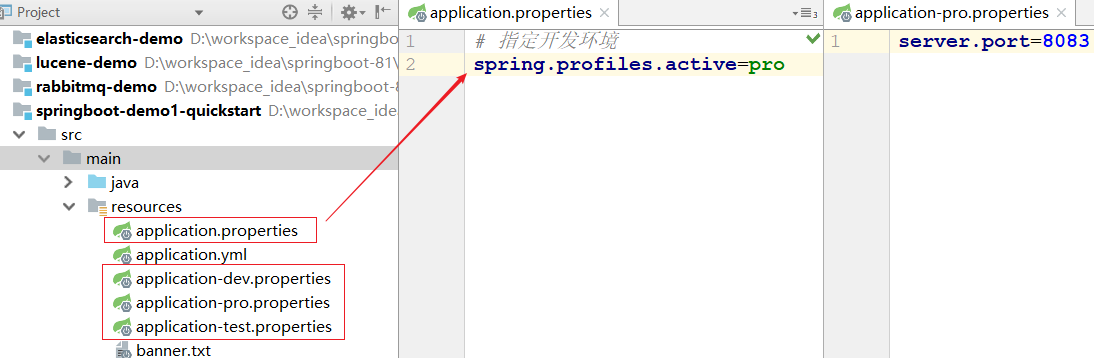 Project
elasticsearch-demo D:\workspace_idea\springbo
lucene-demo D:\workspace_idea\springboot-81\
rabbitmq-demo D:\workspace_idea\springboot-8
springboot-demo1-quickstart D:\workspace_idea
src
main
java
resources
application.properties
application.yml
application-dev.properties
application-pro.properties
application-test.properties
banner.txt
application.properties
3
1 # 指定开发环境
2 spring.profiles.active=pro
application-pro.properties
1 server.port=8083